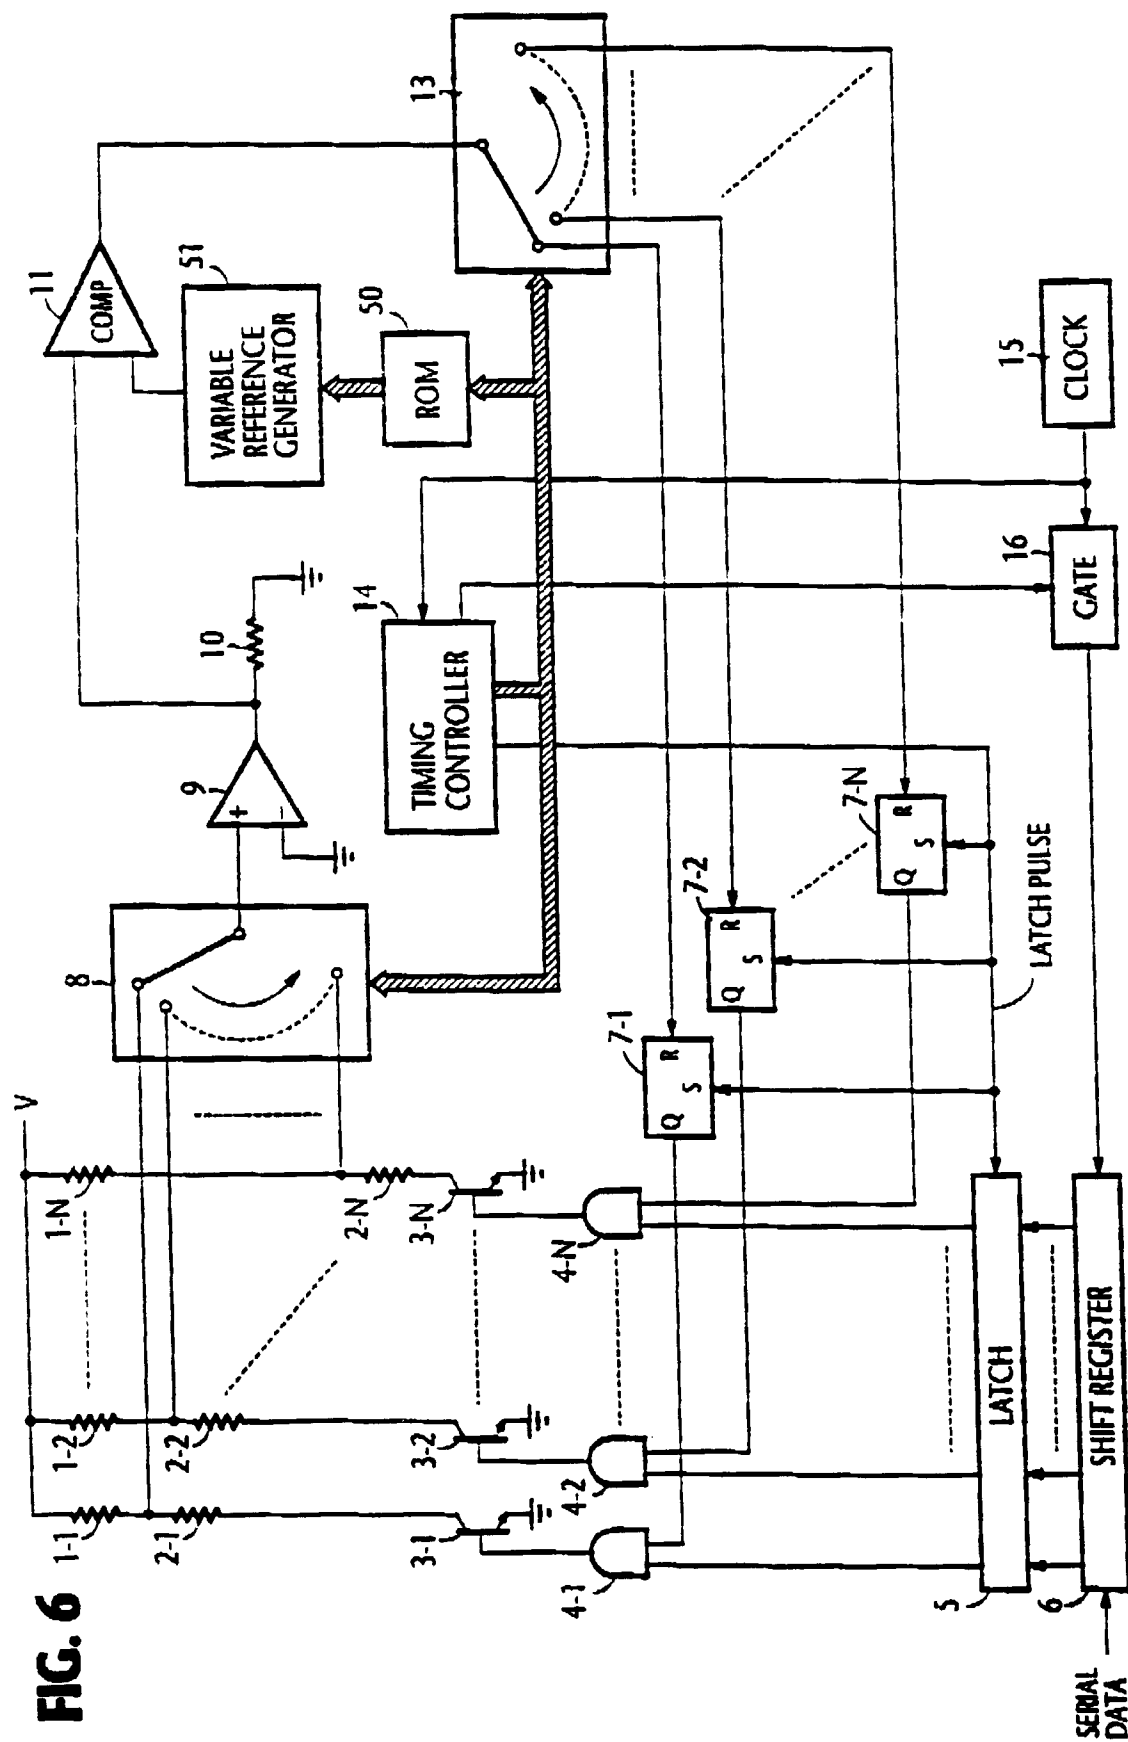 FIG. 6
V
1-1
1-2
1-N
2-1
2-2
2-N
3-1
3-2
3-N
4-1
4-2
4-N
8
9
+
-
10
11
COMP
51
VARIABLE
REFERENCE
GENERATOR
50
ROM
13
14
TIMING
CONTROLLER
7-1
Q
S
R
7-2
Q
S
R
7-N
Q
S
R
LATCH PULSE
15
CLOCK
16
GATE
5
LATCH
6
SHIFT REGISTER
SERIAL
DATA